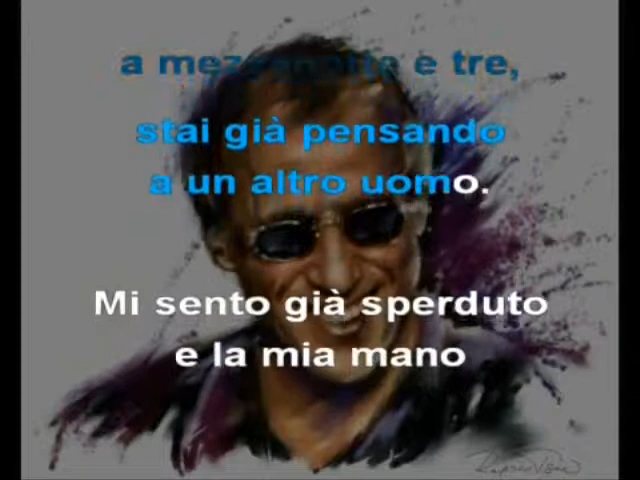 a mezzanotte e tre,
stai già pensando
a un altro uomo.
Mi sento già sperduto
e la mia mano